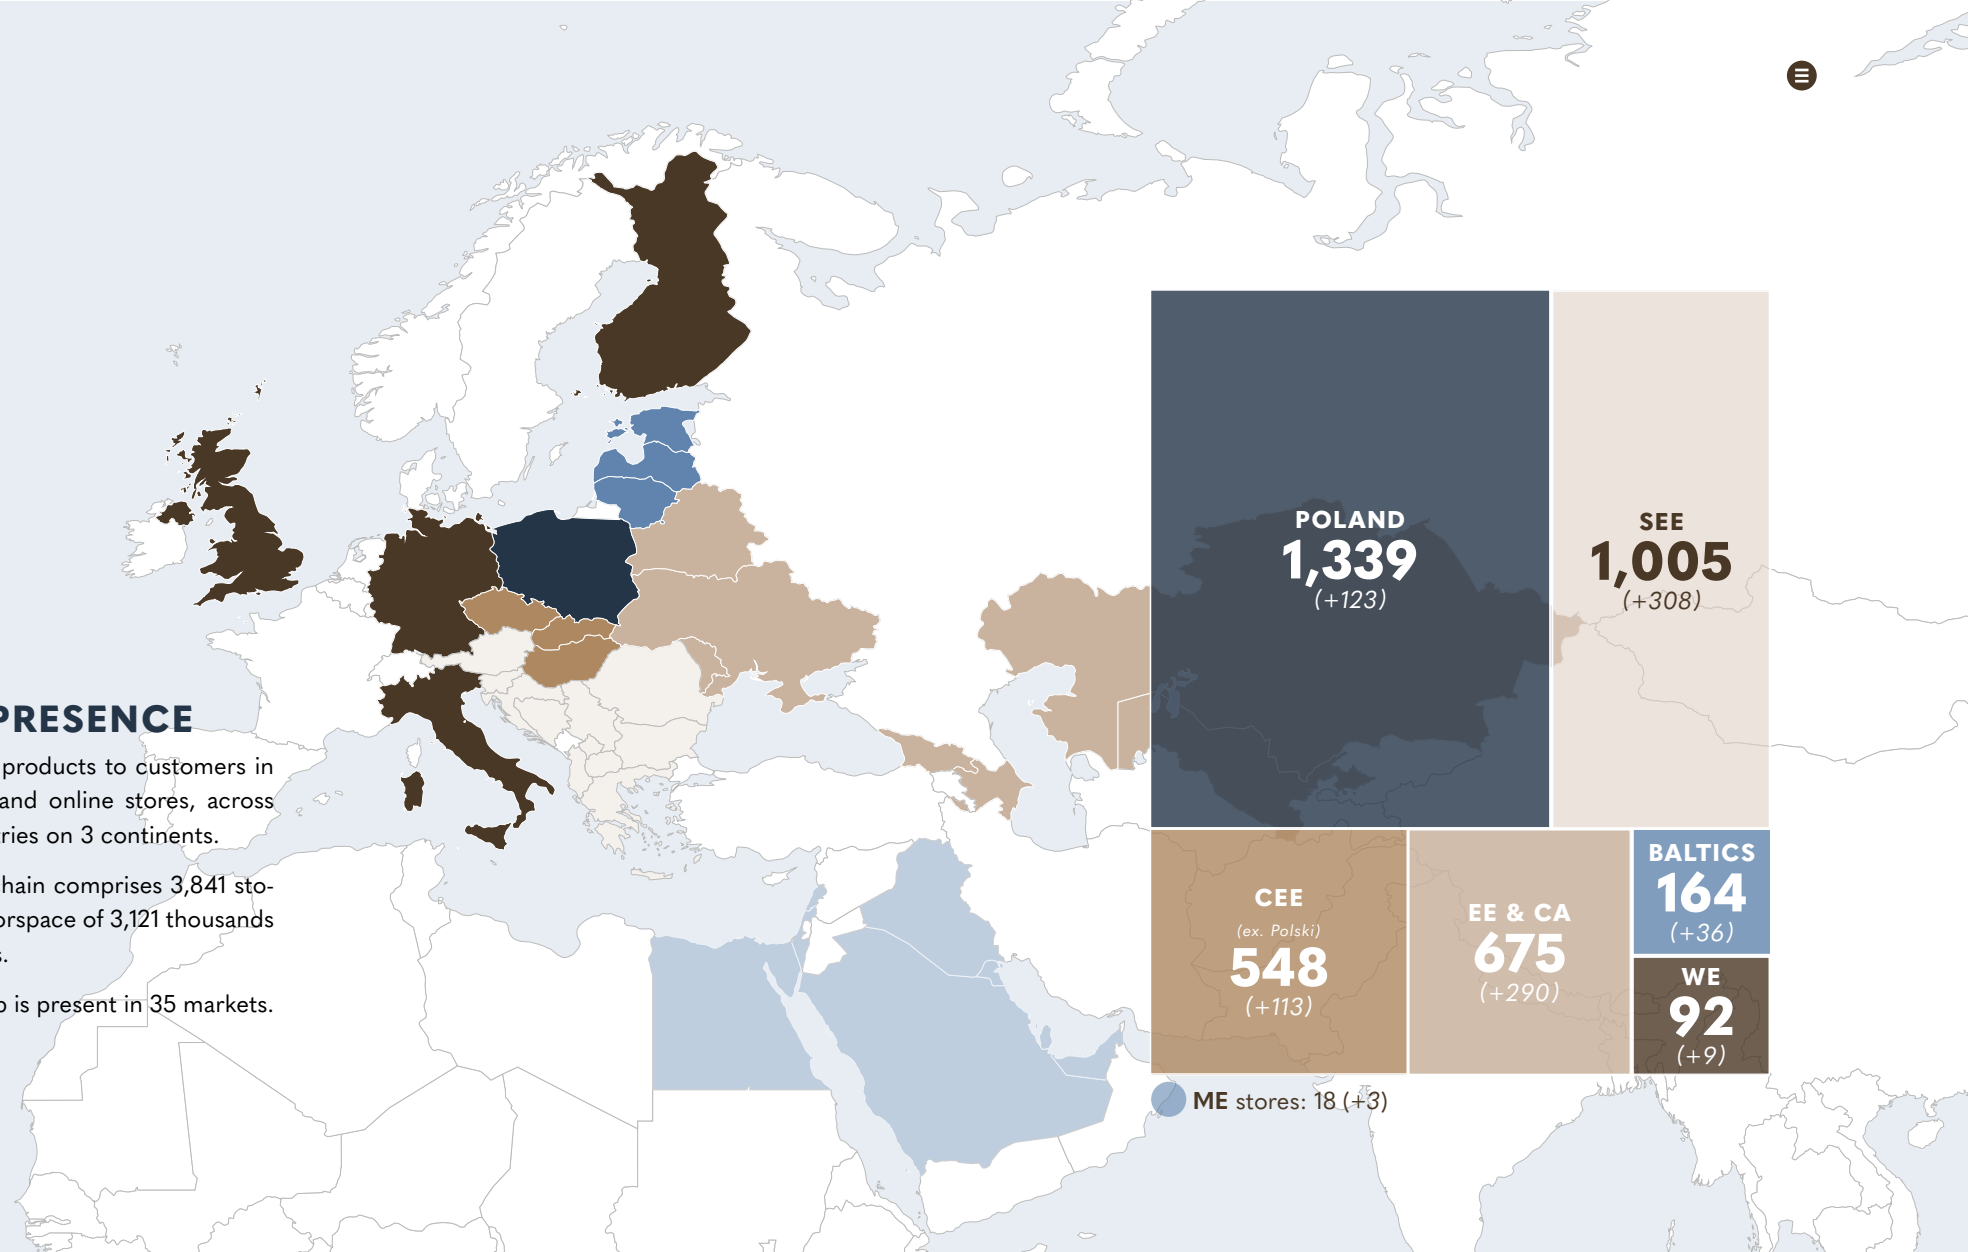 PRESENCE
products to customers in
and online stores, across
tries on 3 continents.
chain comprises 3,841 sto-
orspace of 3,121 thousands
s.
is present in 35 markets.
POLAND
1,339
(+123)
SEE
1,005
(+308)
CEE
(ex. Polski)
548
(+113)
EE & CA
675
(+290)
BALTICS
164
(+36)
WE
92
(+9)
ME stores: 18 (+3)